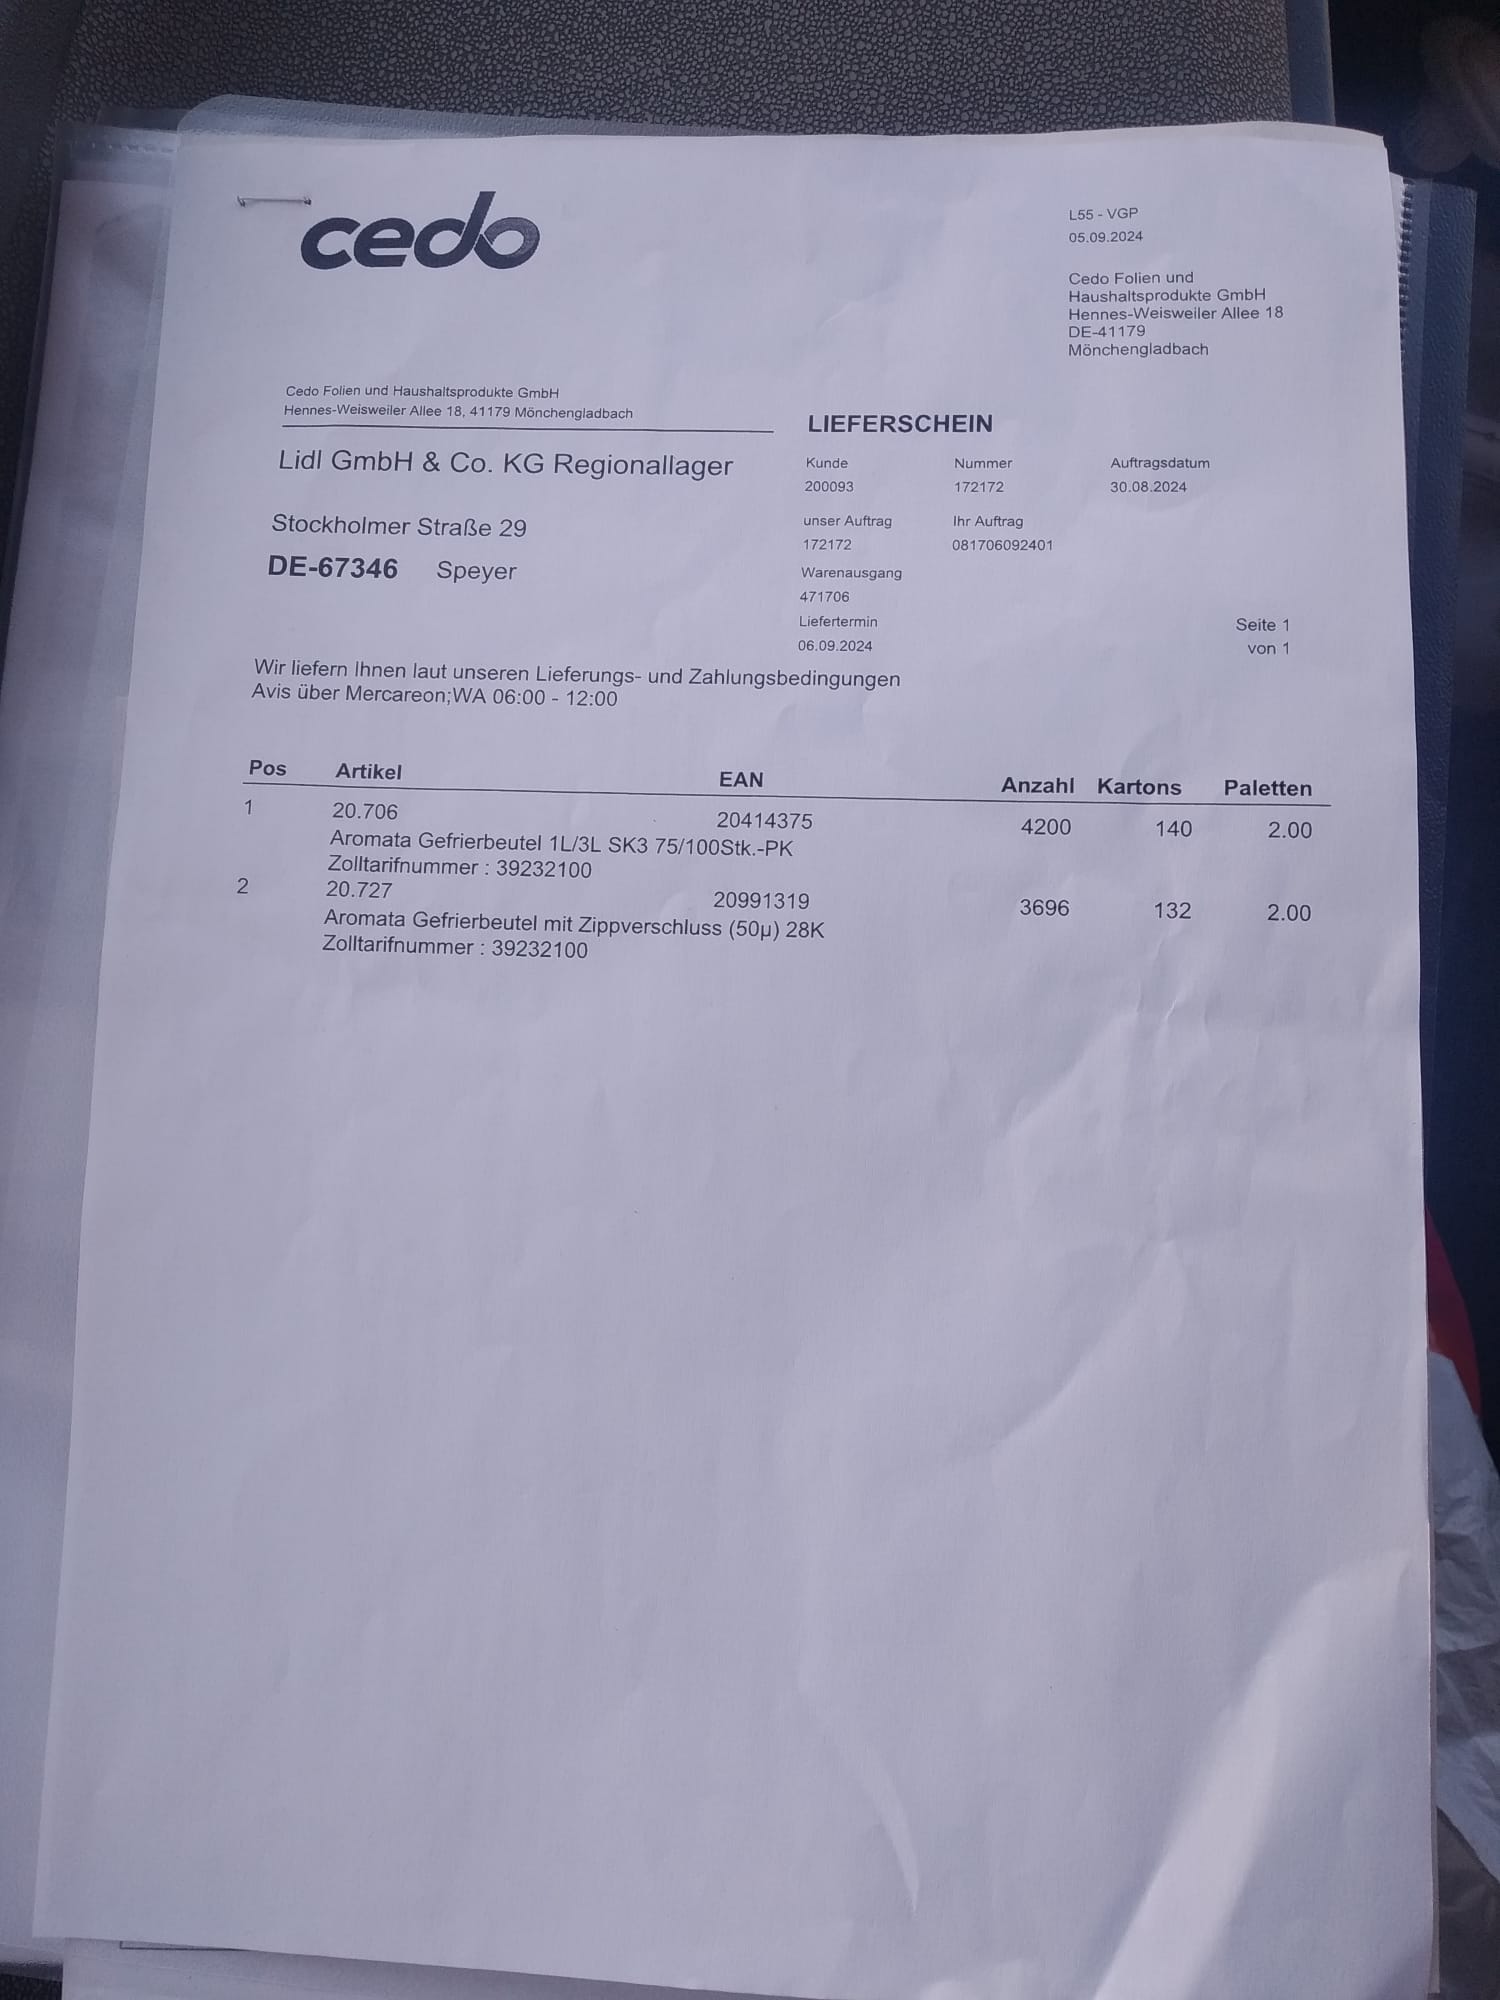 cedo
L55 - VGP
05.09.2024
Cedo Folien und
Haushaltsprodukte GmbH
Hennes-Weisweiler Allee 18
DE-41179
Mönchengladbach
Cedo Folien und Haushaltsprodukte GmbH
Hennes-Weisweiler Allee 18, 41179 Mönchengladbach
Lidl GmbH & Co. KG Regionallager
Stockholmer Straße 29
DE-67346 Speyer
LIEFERSCHEIN
Kunde Nummer Auftragsdatum
200093 172172 30.08.2024
unser Auftrag Ihr Auftrag
172172 081706092401
Warenausgang
471706
Liefertermin
06.09.2024
Seite 1
von 1
Wir liefern Ihnen laut unseren Lieferungs- und Zahlungsbedingungen
Avis über Mercareon;WA 06:00 - 12:00
Pos Artikel EAN Anzahl Kartons Paletten
1 20.706 20414375 4200 140 2.00
Aromata Gefrierbeutel 1L/3L SK3 75/100Stk.-PK
Zolltarifnummer : 39232100
2 20.727 20991319 3696 132 2.00
Aromata Gefrierbeutel mit Zippverschluss (50µ) 28K
Zolltarifnummer : 39232100